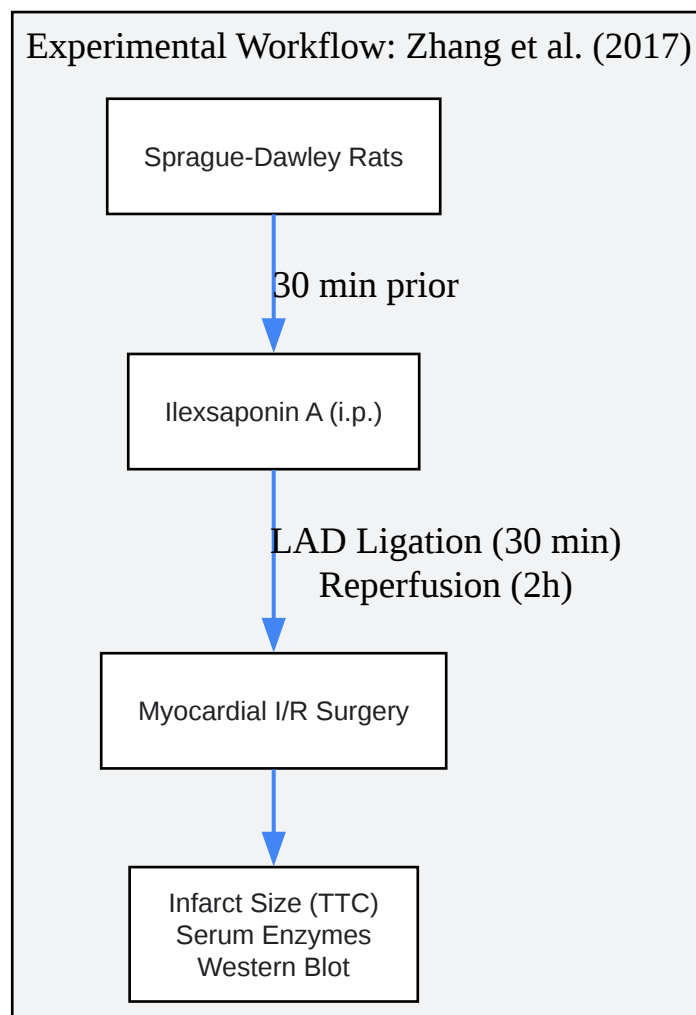 Experimental Workflow: Zhang et al. (2017)
Sprague-Dawley Rats
30 min prior
Ilexsaponin A (i.p.)
LAD Ligation (30 min)
Reperfusion (2h)
Myocardial I/R Surgery
Infarct Size (TTC)
Serum Enzymes
Western Blot